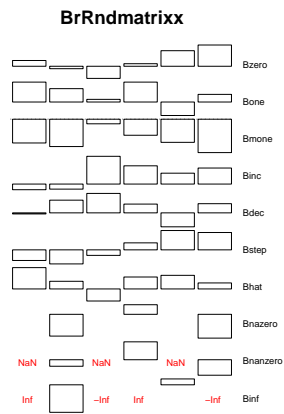 BrRndmatrixx
Bzero
Bone
Bmone
Binc
Bdec
Bstep
Bhat
Bnazero
NaN NaN NaN Bnanzero
Inf −Inf Inf −Inf Binf